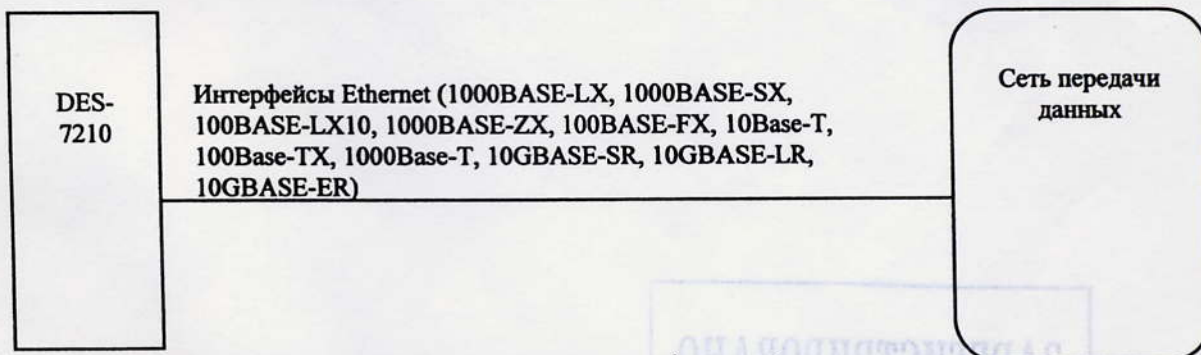 DES-
7210
Интерфейсы Ethernet (1000BASE-LX, 1000BASE-SX,
100BASE-LX10, 1000BASE-ZX, 100BASE-FX, 10Base-T,
100Base-TX, 1000Base-T, 10GBASE-SR, 10GBASE-LR,
10GBASE-ER)
Сеть передачи
данных